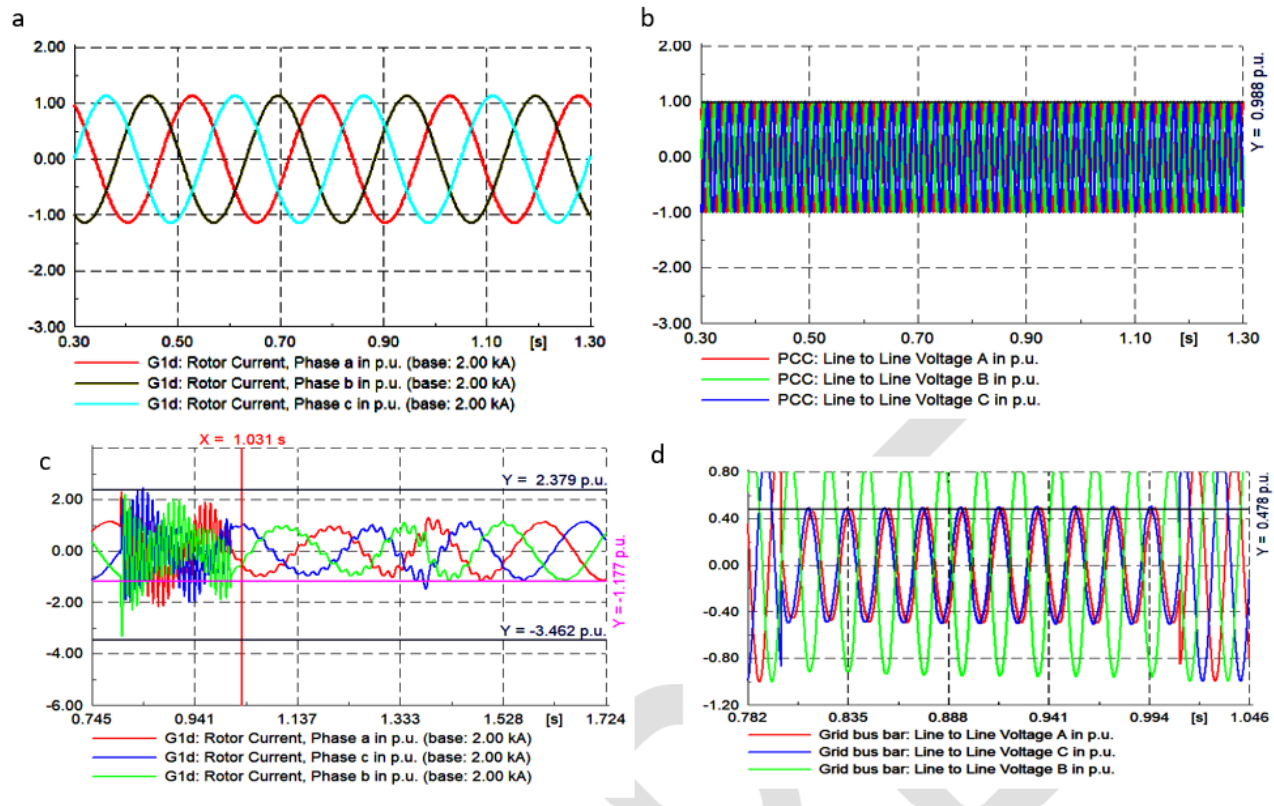 a
2.00
1.00
0.00
-1.00
-2.00
-3.00
0.30 0.50 0.70 0.90 1.10 [s] 1.30
G1d: Rotor Current, Phase a in p.u. (base: 2.00 kA)
G1d: Rotor Current, Phase b in p.u. (base: 2.00 kA)
G1d: Rotor Current, Phase c in p.u. (base: 2.00 kA)
b
2.00
1.00
0.00
-1.00
-2.00
-3.00
0.30 0.50 0.70 0.90 1.10 [s] 1.30
Y = 0.988 p.u.
PCC: Line to Line Voltage A in p.u.
PCC: Line to Line Voltage B in p.u.
PCC: Line to Line Voltage C in p.u.
c
X = 1.031 s
Y = 2.379 p.u.
2.00
0.00
-2.00
-4.00
-6.00
Y = -1.177 p.u.
Y = -3.462 p.u.
0.745 0.941 1.137 1.333 1.528 [s] 1.724
G1d: Rotor Current, Phase a in p.u. (base: 2.00 kA)
G1d: Rotor Current, Phase c in p.u. (base: 2.00 kA)
G1d: Rotor Current, Phase b in p.u. (base: 2.00 kA)
d
0.80
0.40
0.00
-0.40
-0.80
-1.20
Y = 0.478 p.u.
0.782 0.835 0.888 0.941 0.994 [s] 1.046
Grid bus bar: Line to Line Voltage A in p.u.
Grid bus bar: Line to Line Voltage C in p.u.
Grid bus bar: Line to Line Voltage B in p.u.